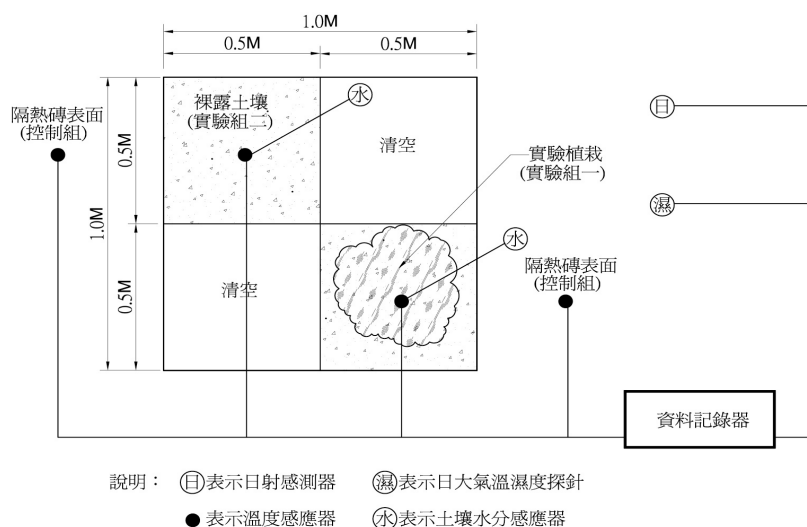 1.0M
0.5M
0.5M
隔熱磚表面
(控制組)
1.0M
0.5M
0.5M
裸露土壤
(實驗組二)
水
清空
日
實驗植栽
(實驗組一)
濕
清空
水
隔熱磚表面
(控制組)
資料記錄器
說明：
日表示日射感測器
濕表示日大氣溫濕度探針
表示溫度感應器
水表示土壤水分感應器